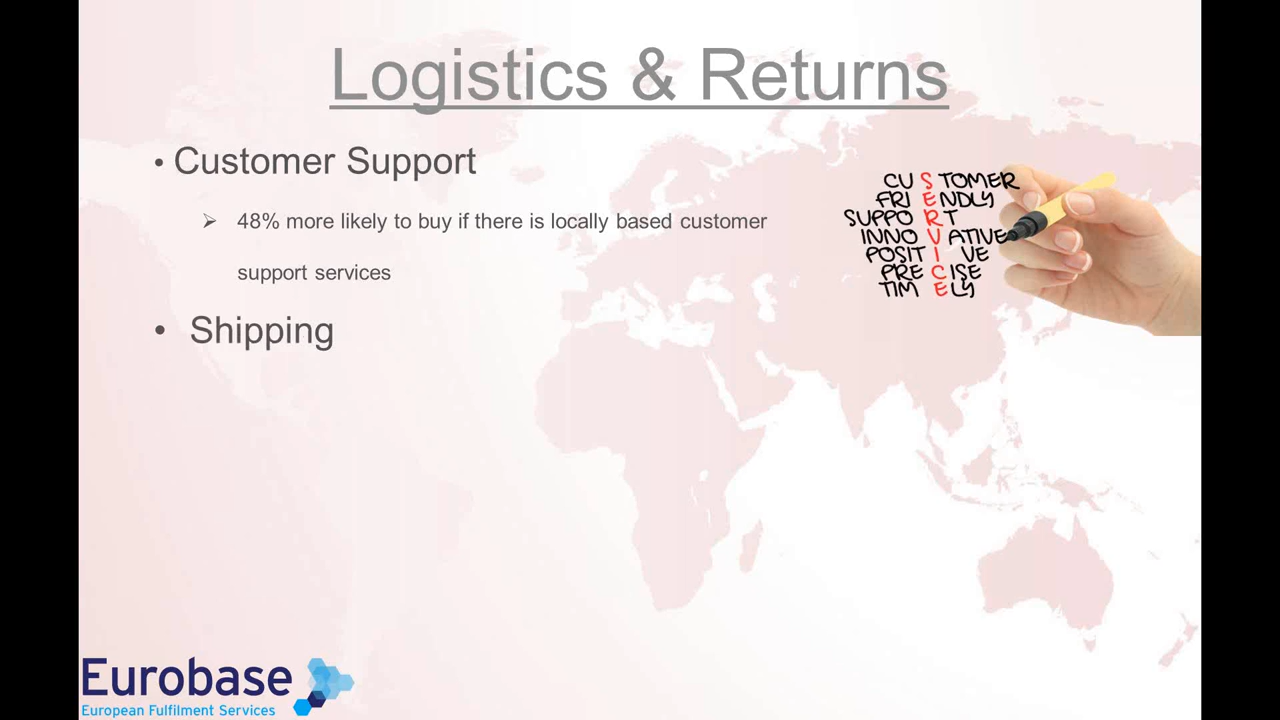 Logistics & Returns
• Customer Support
➢ 48% more likely to buy if there is locally based customer
support services
• Shipping
CUSTOMER
FRIENDLY
SUPPORT
INNOVATIVE
POSITIVE
PRECISE
TIMELY
Eurobase
European Fulfilment Services